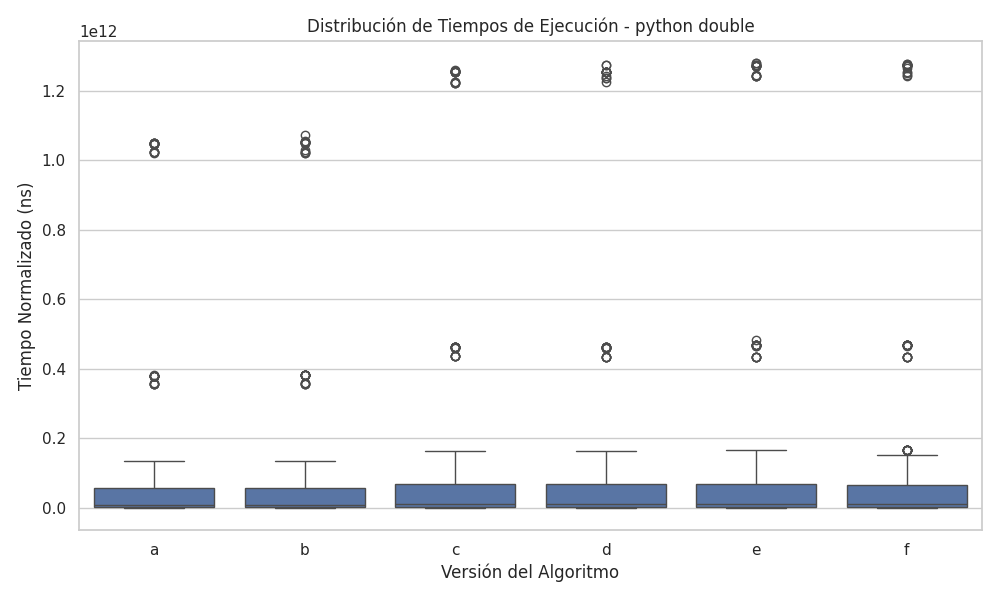 Distribución de Tiempos de Ejecución - python double
1e12
Tiempo Normalizado (ns)
1.2
1.0
0.8
0.6
0.4
0.2
0.0
a b c d e f
Versión del Algoritmo